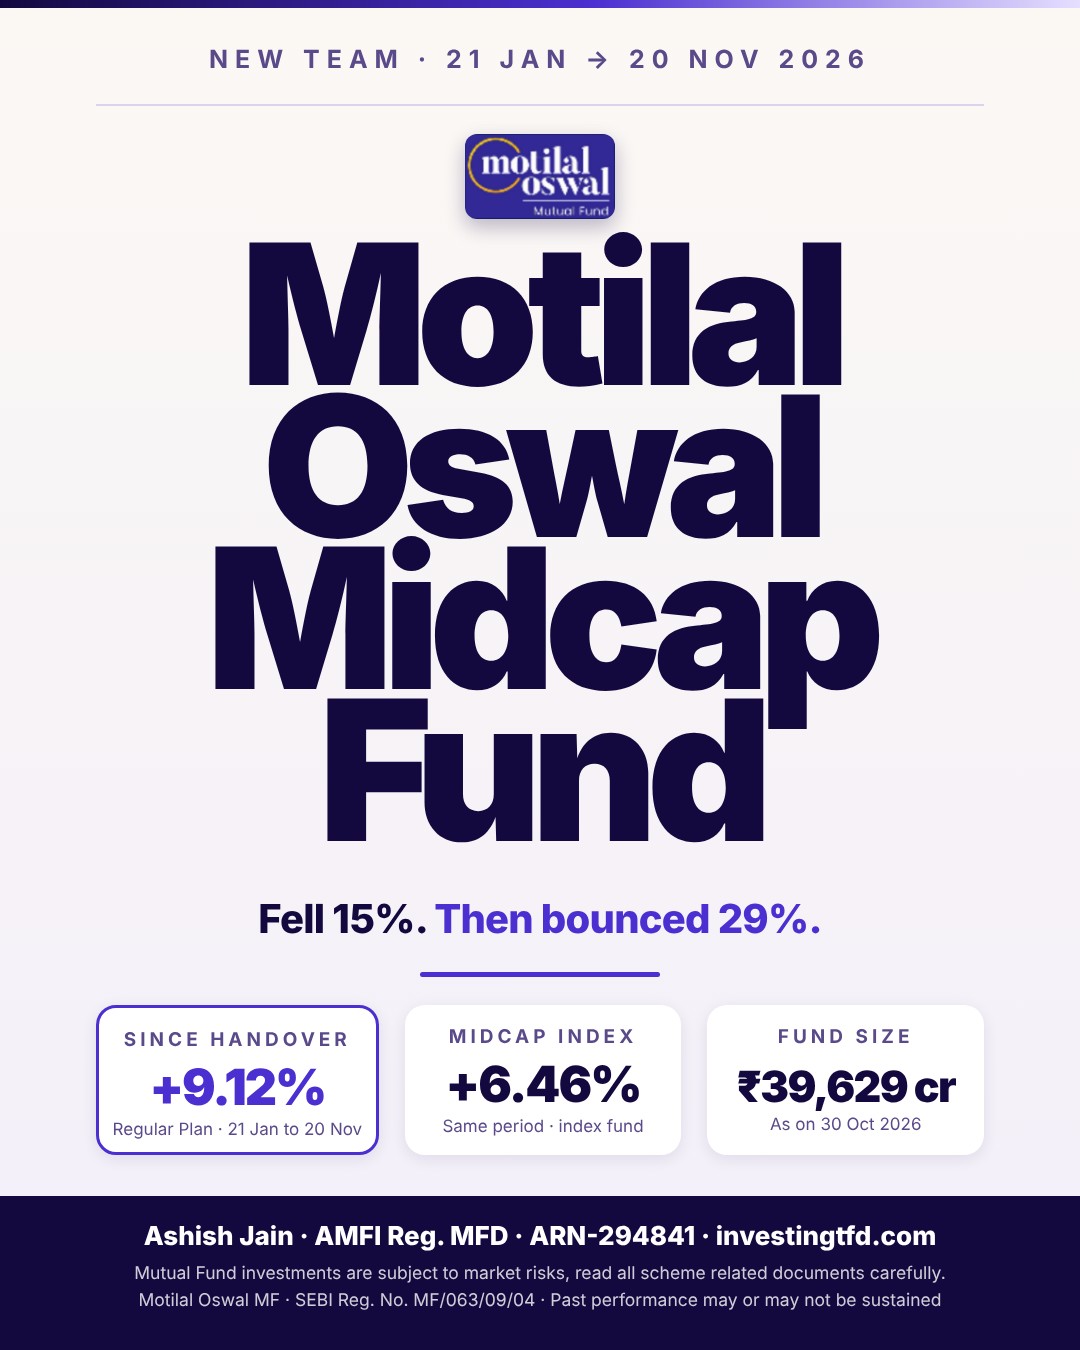 NEW TEAM · 21 JAN → 20 NOV 2026
motilal
oswal
Mutual Fund
Motilal
Oswal
Midcap
Fund
Fell 15%. Then bounced 29%.
SINCE HANDOVER
+9.12%
Regular Plan · 21 Jan to 20 Nov
MIDCAP INDEX
+6.46%
Same period · index fund
FUND SIZE
₹39,629 cr
As on 30 Oct 2026
Ashish Jain · AMFI Reg. MFD · ARN-294841 · investingtfd.com
Mutual Fund investments are subject to market risks, read all scheme related documents carefully.
Motilal Oswal MF · SEBI Reg. No. MF/063/09/04 · Past performance may or may not be sustained